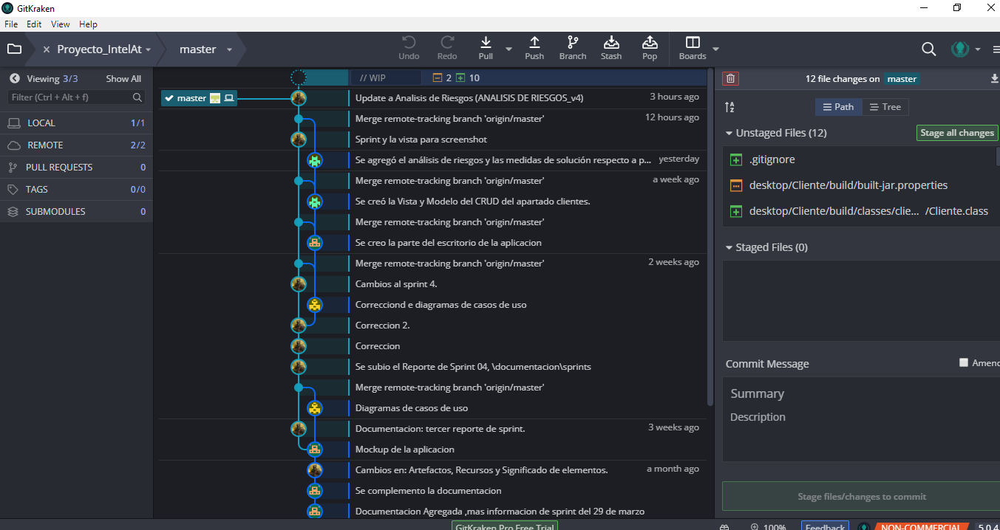 GitKraken
File Edit View Help
Proyecto_IntelAt master
Undo Redo Pull Push Branch Stash Pop Boards
Viewing 3/3 Show All
Filter (Ctrl + Alt + f)
LOCAL 1/1
REMOTE 2/2
PULL REQUESTS 0
TAGS 0/0
SUBMODULES 0
// WIP 2 10
master Update a Analisis de Riesgos (ANALISIS DE RIESGOS_v4) 3 hours ago
Merge remote-tracking branch 'origin/master' 12 hours ago
Sprint y la vista para screenshot
Se agregó el análisis de riesgos y las medidas de solución respecto a p... yesterday
Merge remote-tracking branch 'origin/master' a week ago
Se creó la Vista y Modelo del CRUD del apartado clientes.
Merge remote-tracking branch 'origin/master'
Se creo la parte del escritorio de la aplicacion
Merge remote-tracking branch 'origin/master' 2 weeks ago
Cambios al sprint 4.
Correcciond e diagramas de casos de uso
Correccion 2.
Correccion
Se subio el Reporte de Sprint 04, \documentacion\sprints
Merge remote-tracking branch 'origin/master'
Diagramas de casos de uso
Documentacion: tercer reporte de sprint. 3 weeks ago
Mockup de la aplicacion
Cambios en: Artefactos, Recursos y Significado de elementos. a month ago
Se complemento la documentacion
Documentacion Agregada ,mas informacion de sprint del 29 de marzo
12 file changes on master
Path Tree
Unstaged Files (12) Stage all changes
.gitignore
desktop/Cliente/build/built-jar.properties
desktop/Cliente/build/classes/clie... /Cliente.class
Staged Files (0)
Commit Message Amend
Summary
Description
Stage files/changes to commit
GitKraken Pro Free Trial 100% Feedback NON-COMMERCIAL 5.0.4